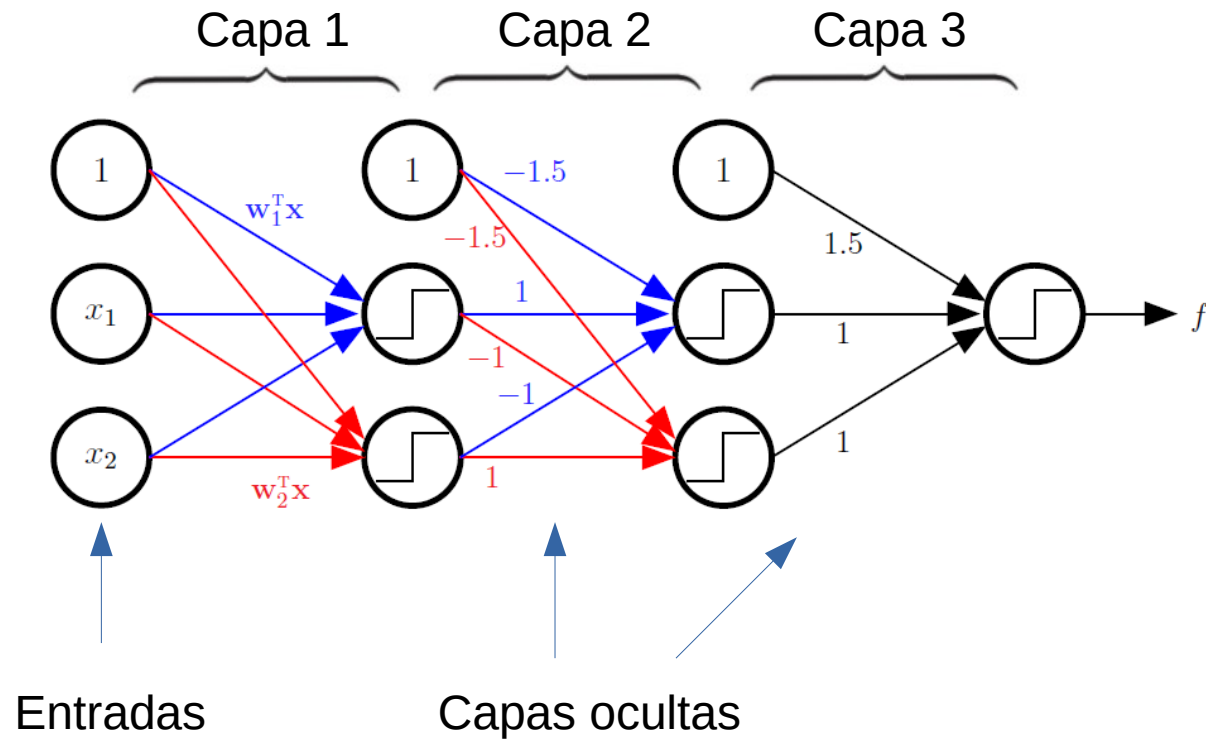 Capa 1 Capa 2 Capa 3
1 1 1
w₁ᵀx −1.5
−1.5 1.5
x₁ 1 1
−1
−1
x₂ 1 1
w₂ᵀx
f
Entradas Capas ocultas